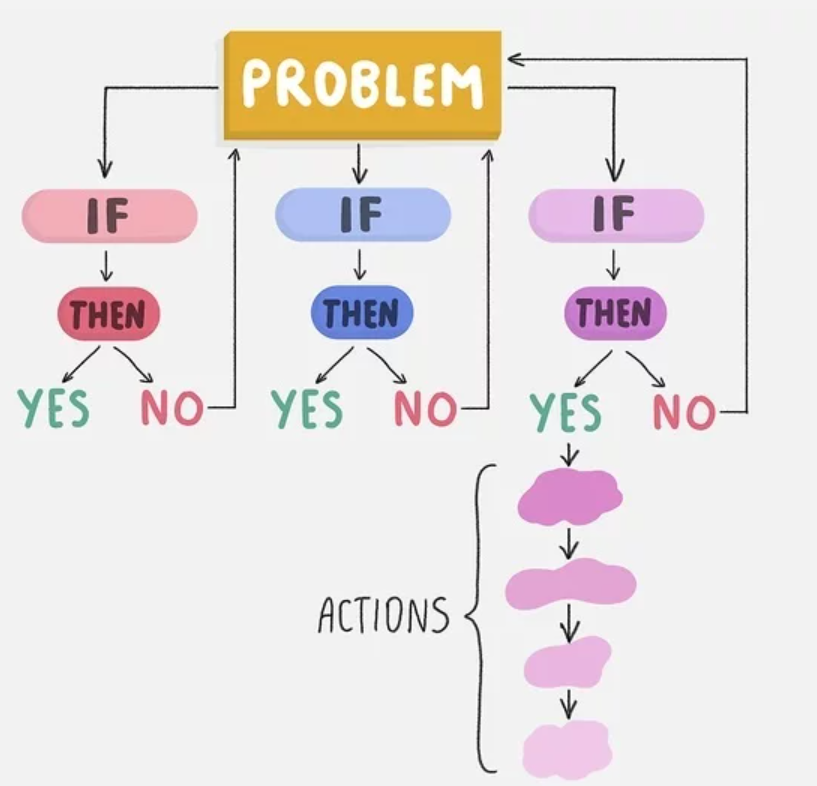 PROBLEM
IF IF IF
THEN THEN THEN
YES NO YES NO YES NO
ACTIONS